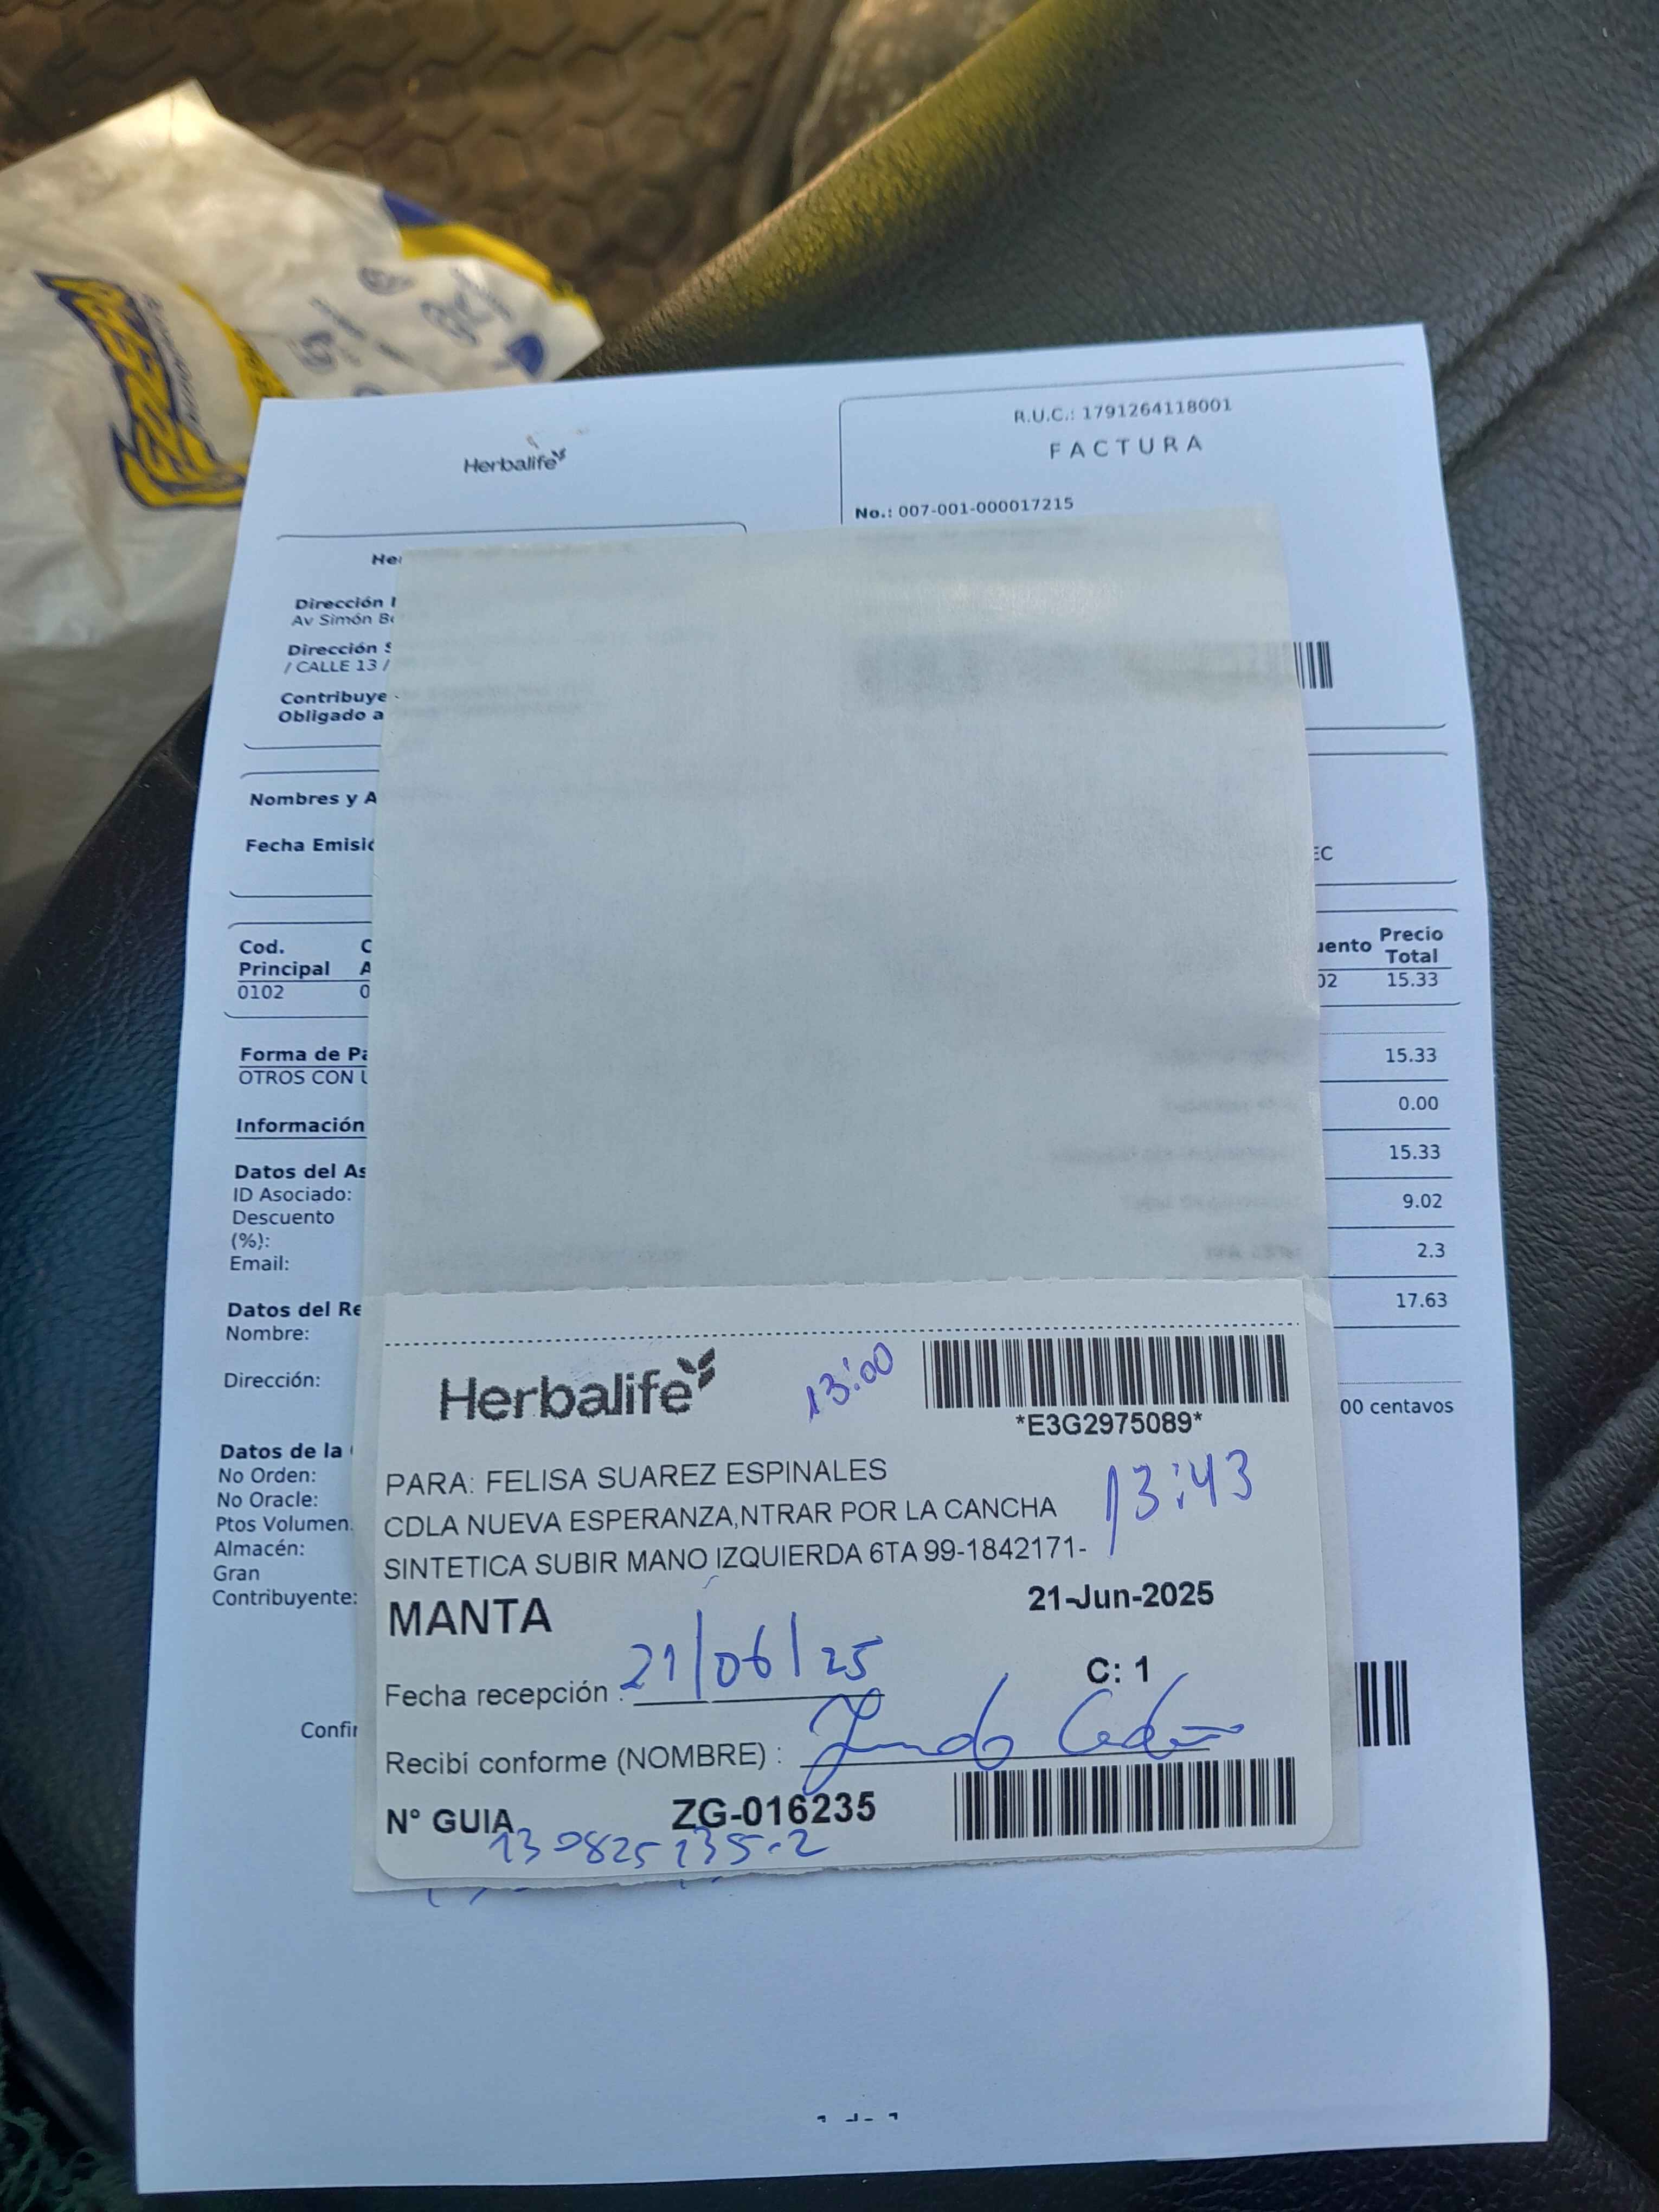 Herbalife
R.U.C.: 1791264118001
FACTURA
No.: 007-001-000017215
Dirección
Av Simón
Dirección
/ CALLE 13 /
Obligado a
Nombres y
Fecha
EC
Cod.
Principal
Precio
Total
0102
02 15.33
Forma de
OTROS CON
15.33
0.00
Información
15.33
Datos del
ID Asociado:
9.02
Descuento
(%):
2.3
Email:
Datos del
17.63
Nombre:
Dirección:
00 centavos
Datos de la
No Orden:
No Oracle:
Ptos Volumen
Almacén:
Gran
Contribuyente:
Herbalife
13:00
*E3G2975089*
PARA: FELISA SUAREZ ESPINALES
13:43
CDLA NUEVA ESPERANZA,NTRAR POR LA CANCHA
SINTETICA SUBIR MANO IZQUIERDA 6TA 99-1842171-
MANTA
21-Jun-2025
Fecha recepción : 21/06/25
C: 1
Recibí conforme (NOMBRE) :
N° GUIA ZG-016235